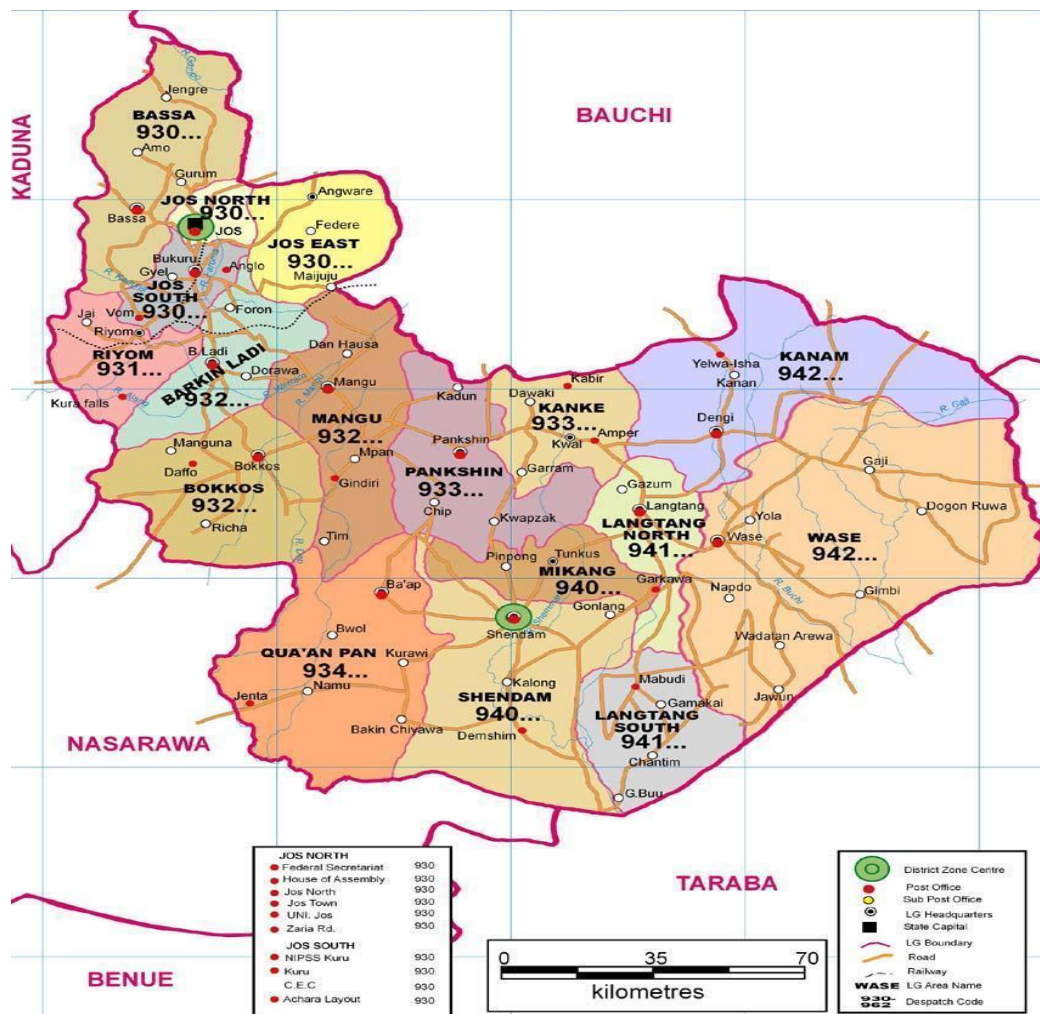 BAUCHI
KADUNA
R.Gango
Jengre
BASSA
930...
Amo
Gurum
Bassa
JOS NORTH
930...
JOS
Angware
Federe
JOS EAST
930...
Maijuju
Bukuru
Gyel
Anglo
JOS
SOUTH
930...
Vom
Foron
Jai
Riyom
RIYOM
931...
Kura falls
B.Ladi
BARKIN LADI
932...
Dorawa
Dan Hausa
Mangu
MANGU
932...
Mpan
Gindiri
Tim
Manguna
Daffo
Bokkos
BOKKOS
932...
Richa
R. Dep
Kadun
Pankshin
PANKSHIN
933...
Chip
Kwapzak
Kabir
Dawaki
KANKE
933...
Kwal
Amper
Garram
Yelwa-Isha
Kanan
KANAM
942...
R. Gaji
Dengi
Gazum
Langtang
LANGTANG
NORTH
941...
Gaji
Dogon Ruwa
Yola
Wase
WASE
942...
Napdo
R. Buchi
Gimbi
Wadatan Arewa
Jawun
Pinpong
Tunkus
MIKANG
940...
Garkawa
Gonlang
Ba'ap
Bwol
Kurawi
QUA'AN PAN
934...
Namu
Jenta
Bakin Chiyawa
Shendam
Kalong
SHENDAM
940...
Demshim
Mabudi
Gamakai
LANGTANG
SOUTH
941...
Chantim
G.Buu
NASARAWA
TARABA
BENUE
JOS NORTH
Federal Secretariat 930
House of Assembly 930
Jos North 930
Jos Town 930
UNI. Jos 930
Zaria Rd. 930
JOS SOUTH
NIPSS Kuru 930
Kuru 930
C.E.C 930
Achara Layout 930
0 35 70
kilometres
District Zone Centre
Post Office
Sub Post Office
LG Headquarters
State Capital
LG Boundary
Road
Railway
WASE LG Area Name
930-962 Despatch Code